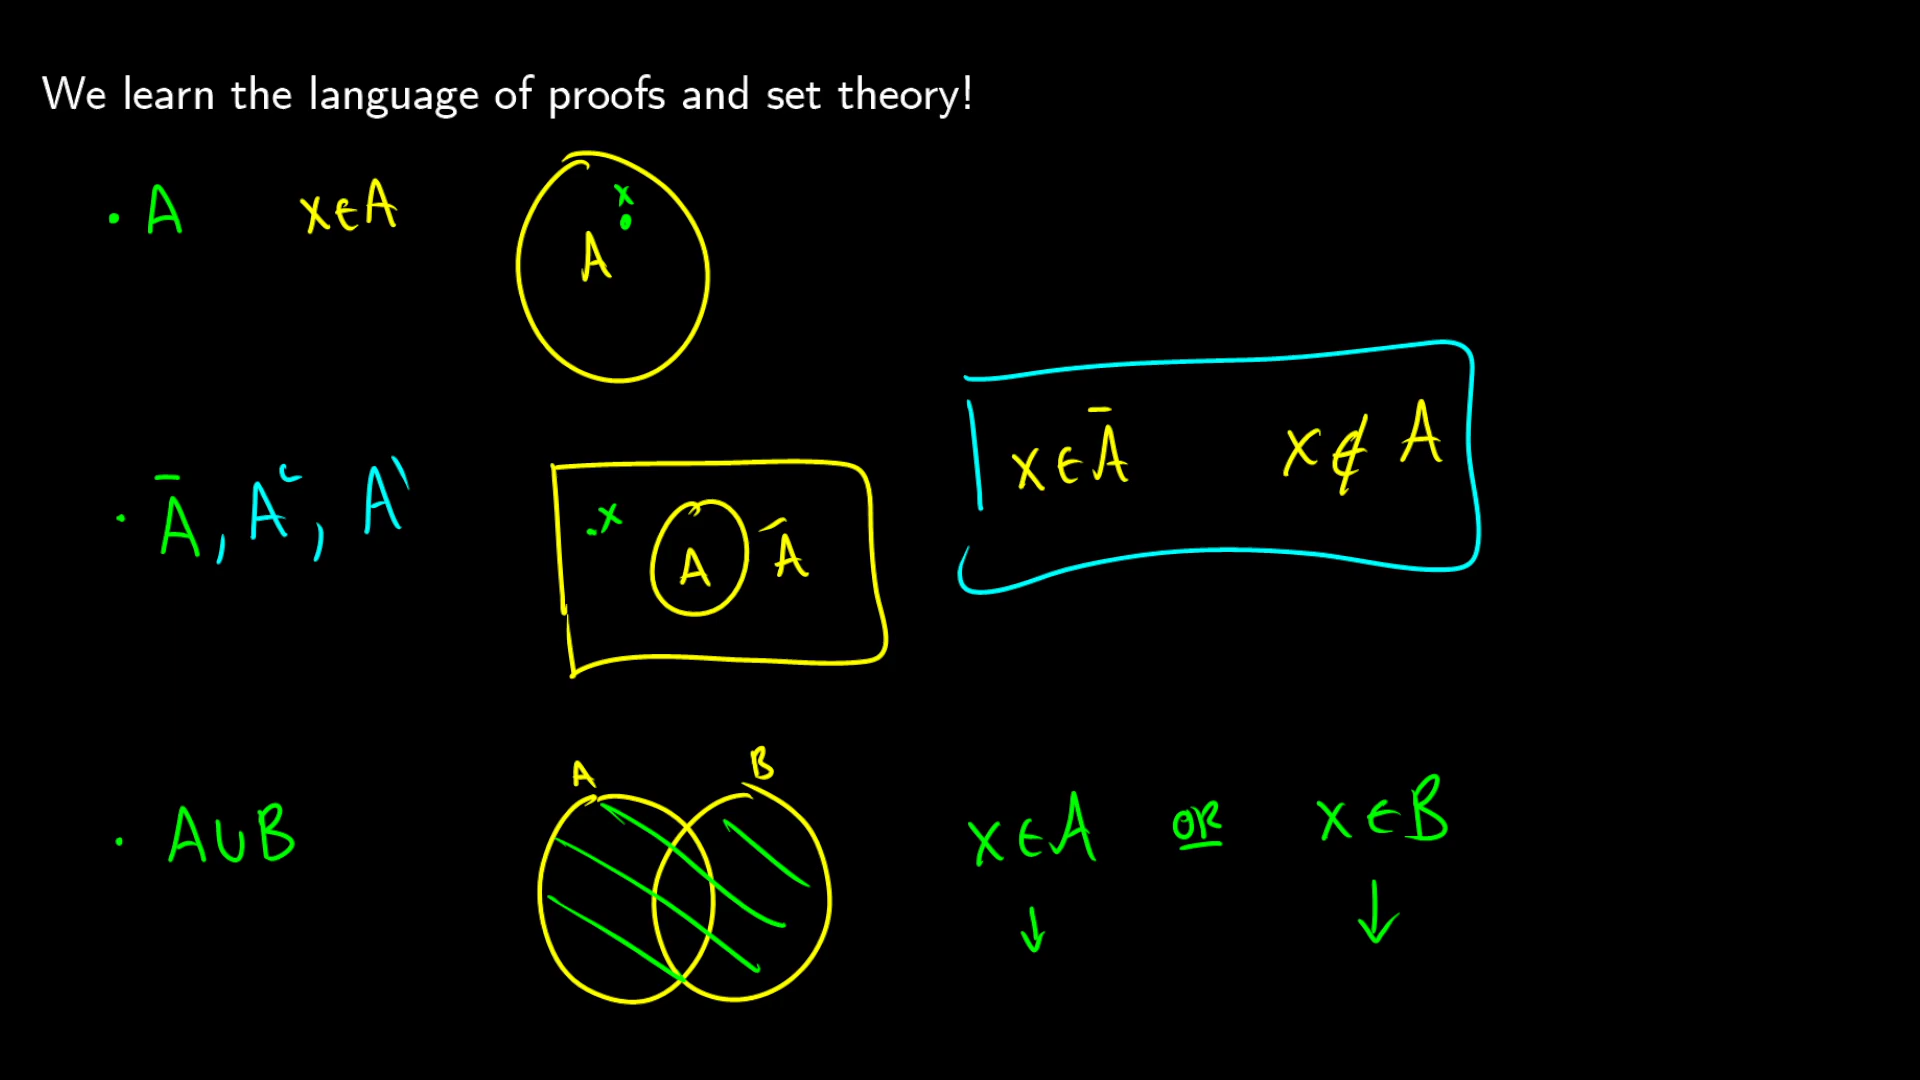 We learn the language of proofs and set theory!
· A x∈A x A
· Ā, Aᶜ, A' .x A Ā x∈Ā x∉A
A B
· A∪B x∈A OR x∈B
↓ ↓